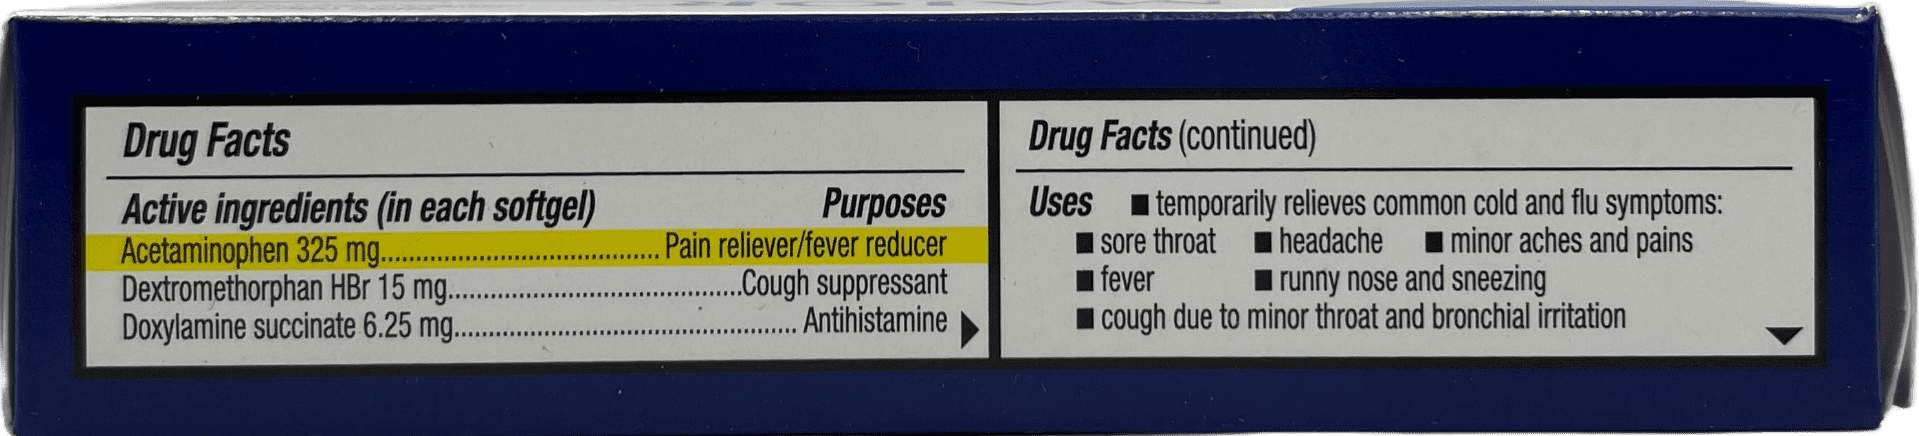 Drug Facts
Active ingredients (in each softgel) Purposes
Acetaminophen 325 mg........................................ Pain reliever/fever reducer
Dextromethorphan HBr 15 mg..........................................Cough suppressant
Doxylamine succinate 6.25 mg................................................. Antihistamine
Drug Facts (continued)
Uses ■ temporarily relieves common cold and flu symptoms:
■ sore throat ■ headache ■ minor aches and pains
■ fever ■ runny nose and sneezing
■ cough due to minor throat and bronchial irritation